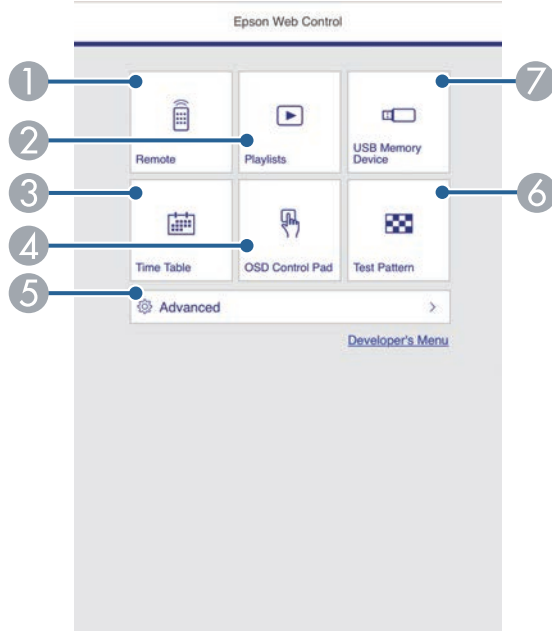 Epson Web Control
1
2
7
Remote
Playlists
USB Memory
Device
3
4
6
Time Table
OSD Control Pad
Test Pattern
5
Advanced
>
Developer's Menu